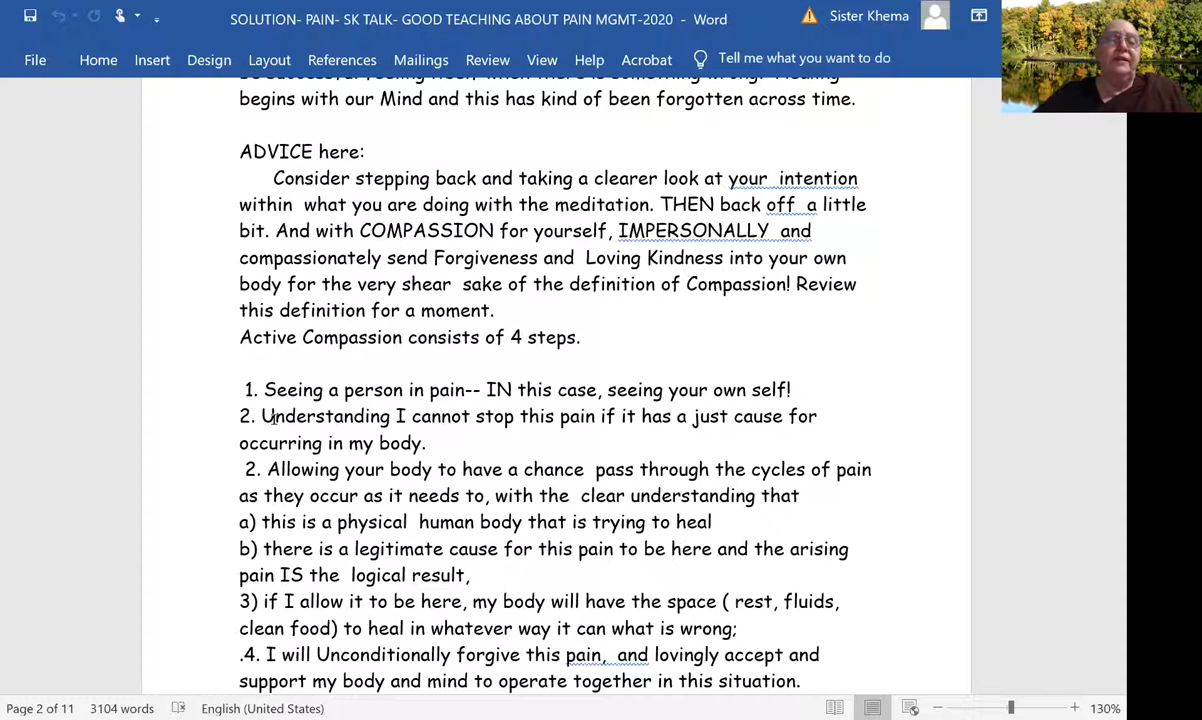 SOLUTION- PAIN- SK TALK- GOOD TEACHING ABOUT PAIN MGMT-2020 - Word
Sister Khema
File Home Insert Design Layout References Mailings Review View Help Acrobat Tell me what you want to do
begins with our Mind and this has kind of been forgotten across time.
ADVICE here:
Consider stepping back and taking a clearer look at your intention
within what you are doing with the meditation. THEN back off a little
bit. And with COMPASSION for yourself, IMPERSONALLY and
compassionately send Forgiveness and Loving Kindness into your own
body for the very shear sake of the definition of Compassion! Review
this definition for a moment.
Active Compassion consists of 4 steps.
1. Seeing a person in pain-- IN this case, seeing your own self!
2. Understanding I cannot stop this pain if it has a just cause for
occurring in my body.
2. Allowing your body to have a chance pass through the cycles of pain
as they occur as it needs to, with the clear understanding that
a) this is a physical human body that is trying to heal
b) there is a legitimate cause for this pain to be here and the arising
pain IS the logical result,
3) if I allow it to be here, my body will have the space ( rest, fluids,
clean food) to heal in whatever way it can what is wrong;
.4. I will Unconditionally forgive this pain, and lovingly accept and
support my body and mind to operate together in this situation.
Page 2 of 11 3104 words English (United States) 130%